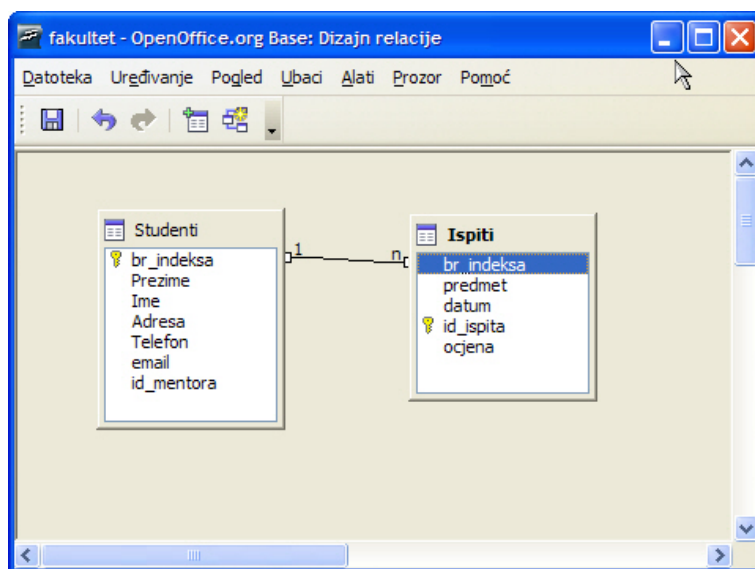 fakultet - OpenOffice.org Base: Dizajn relacije
Datoteka Uređivanje Pogled Ubaci Alati Prozor Pomoć
Studenti
br_indeksa
Prezime
Ime
Adresa
Telefon
email
id_mentora
1 n
Ispiti
br_indeksa
predmet
datum
id_ispita
ocjena